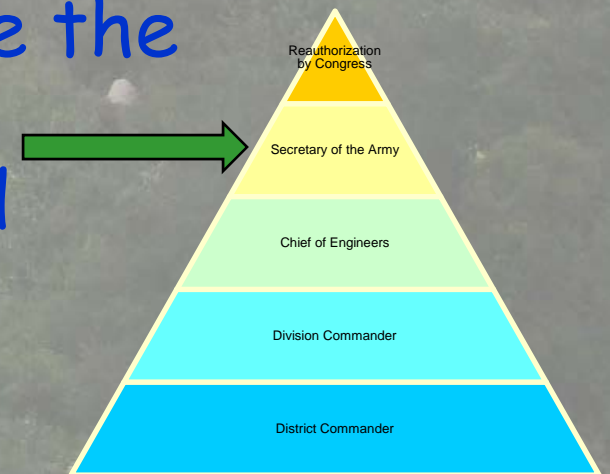 e the
Reauthorization
by Congress
Secretary of the Army
Chief of Engineers
Division Commander
District Commander